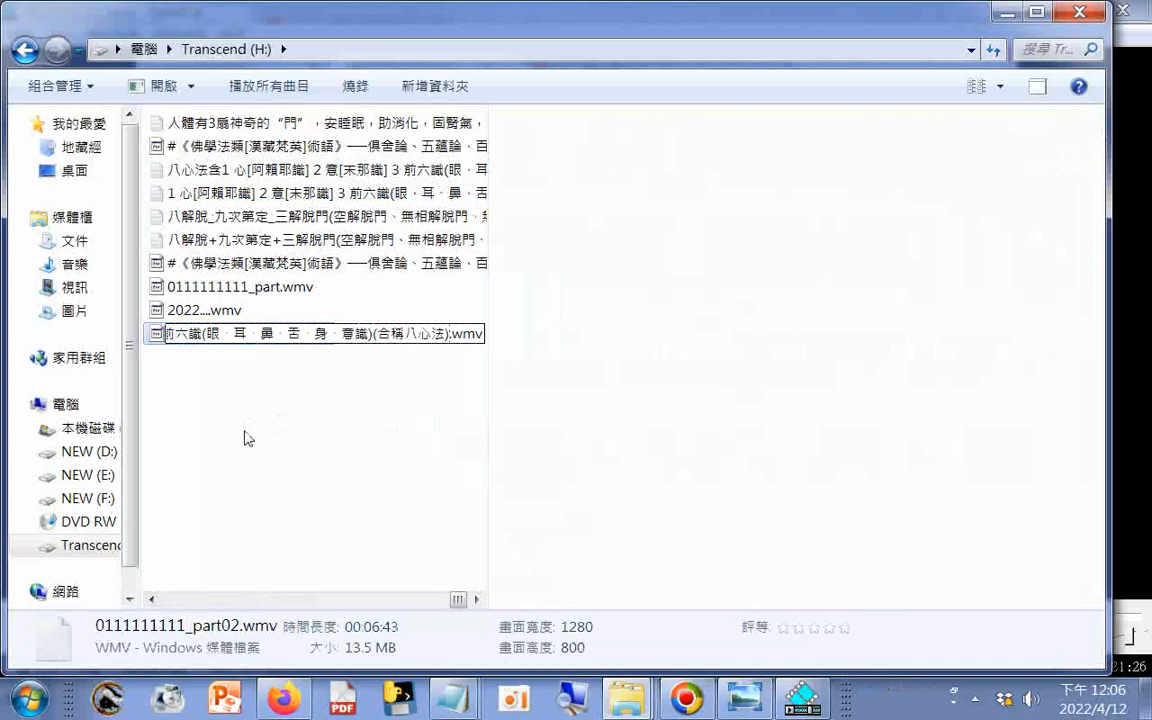 電腦 Transcend (H:)
搜尋 Tr...
組合管理 開啟 播放所有曲目 燒錄 新增資料夾
我的最愛
地藏經
桌面
媒體櫃
文件
音樂
視訊
圖片
家用群組
電腦
本機磁碟 (
NEW (D:)
NEW (E:)
NEW (F:)
DVD RW
Transcend
網路
人體有3扇神奇的“門”，安睡眠，助消化，固腎氣，
#《佛學法類[漢藏梵英]術語》──俱舍論、五蘊論、百
八心法含1 心[阿賴耶識] 2 意[末那識] 3 前六識(眼．耳
1 心[阿賴耶識] 2 意[末那識] 3 前六識(眼．耳．鼻．舌
八解脫_九次第定_三解脫門(空解脫門、無相解脫門、
八解脫+九次第定+三解脫門(空解脫門、無相解脫門、
#《佛學法類[漢藏梵英]術語》──俱舍論、五蘊論、百
0111111111_part.wmv
2022....wmv
前六識(眼．耳．鼻．舌．身．意識)(合稱八心法).wmv
0111111111_part02.wmv 時間長度: 00:06:43 畫面寬度: 1280 評等:
WMV - Windows 媒體檔案 大小: 13.5 MB 畫面高度: 800
21:26
PDF
下午 12:06
2022/4/12